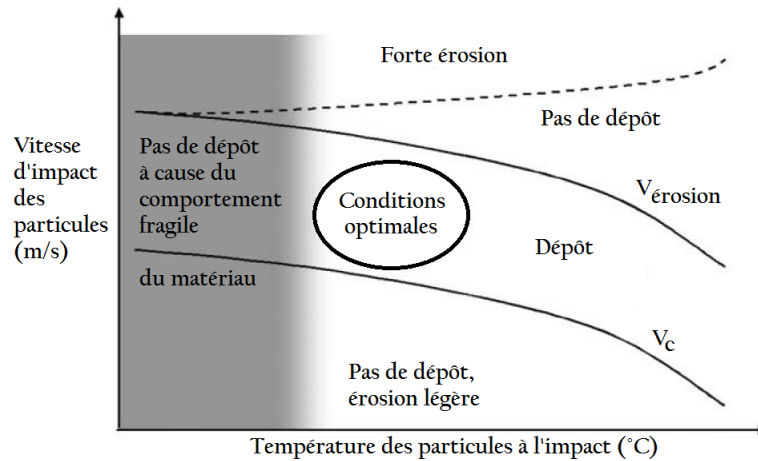 Forte érosion
Pas de dépôt
Vitesse
d'impact
des
particules
(m/s)
Pas de dépôt
à cause du
comportement
fragile
du matériau
Conditions
optimales
V érosion
Dépôt
Vc
Pas de dépôt,
érosion légère
Température des particules à l'impact (°C)